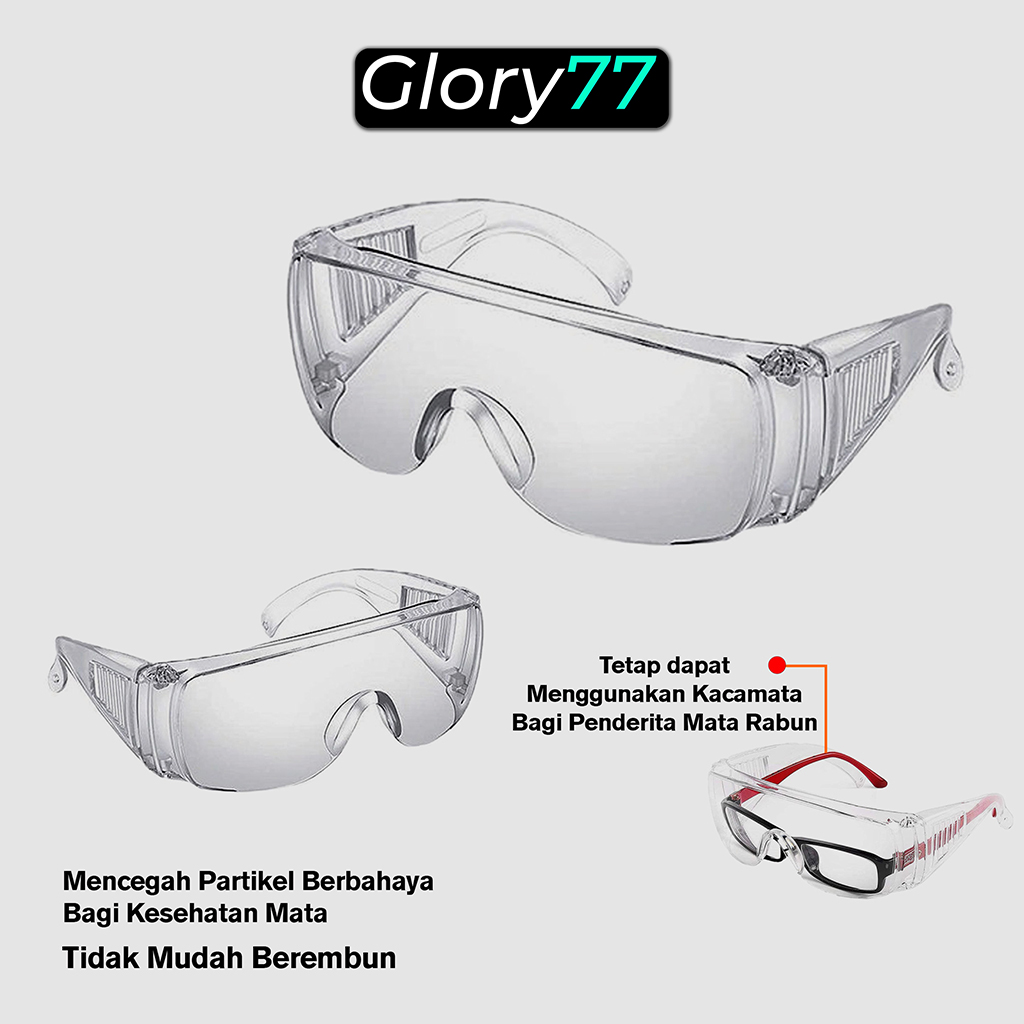 Glory77
Tetap dapat
Menggunakan Kacamata
Bagi Penderita Mata Rabun
Mencegah Partikel Berbahaya
Bagi Kesehatan Mata
Tidak Mudah Berembun